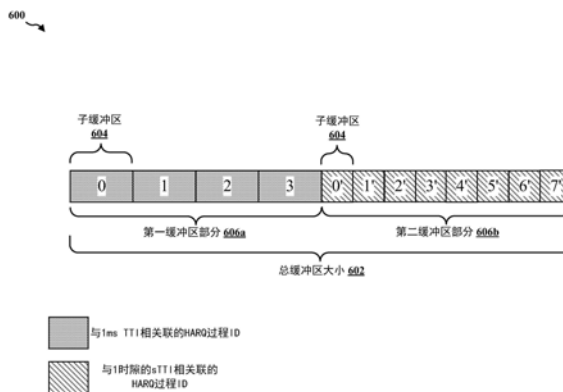 600
子缓冲区
604
子缓冲区
604
0 1 2 3 0' 1' 2' 3' 4' 5' 6' 7'
第一缓冲区部分 606a
第二缓冲区部分 606b
总缓冲区大小 602
与1ms TTI相关联的HARQ过程ID
与1时隙的sTTI相关联的
HARQ过程ID